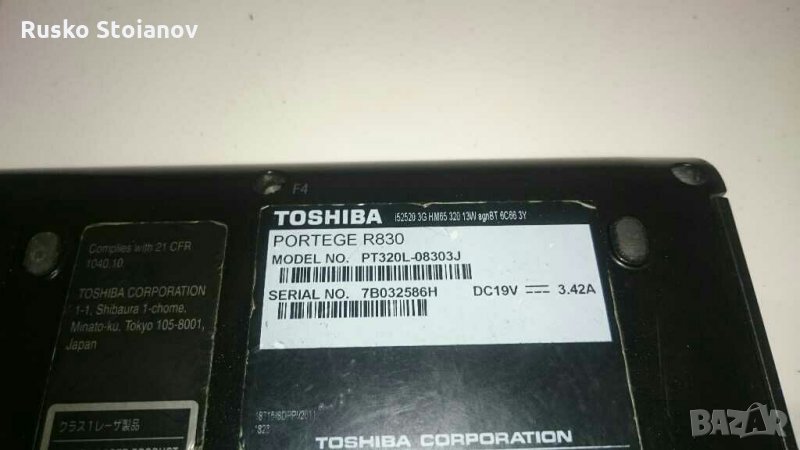 Rusko Stoianov
F4
TOSHIBA i52520 3G HM65 320 13W agnBT 6C66 3Y
PORTEGE R830
MODEL NO. PT320L-08303J
SERIAL NO. 7B032586H DC19V 3.42A
Complies with 21 CFR
1040.10
TOSHIBA CORPORATION
1-1, Shibaura 1-chome,
Minato-ku, Tokyo 105-8001,
Japan
クラス1レーザ製品
TOSHIBA CORPORATION
BAZAR